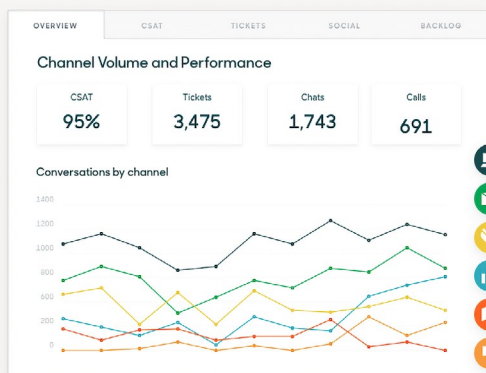 OVERVIEW CSAT TICKETS SOCIAL BACKLOG
Channel Volume and Performance
CSAT Tickets Chats Calls
95% 3,475 1,743 691
Conversations by channel
1400
1200
1000
800
600
200
0